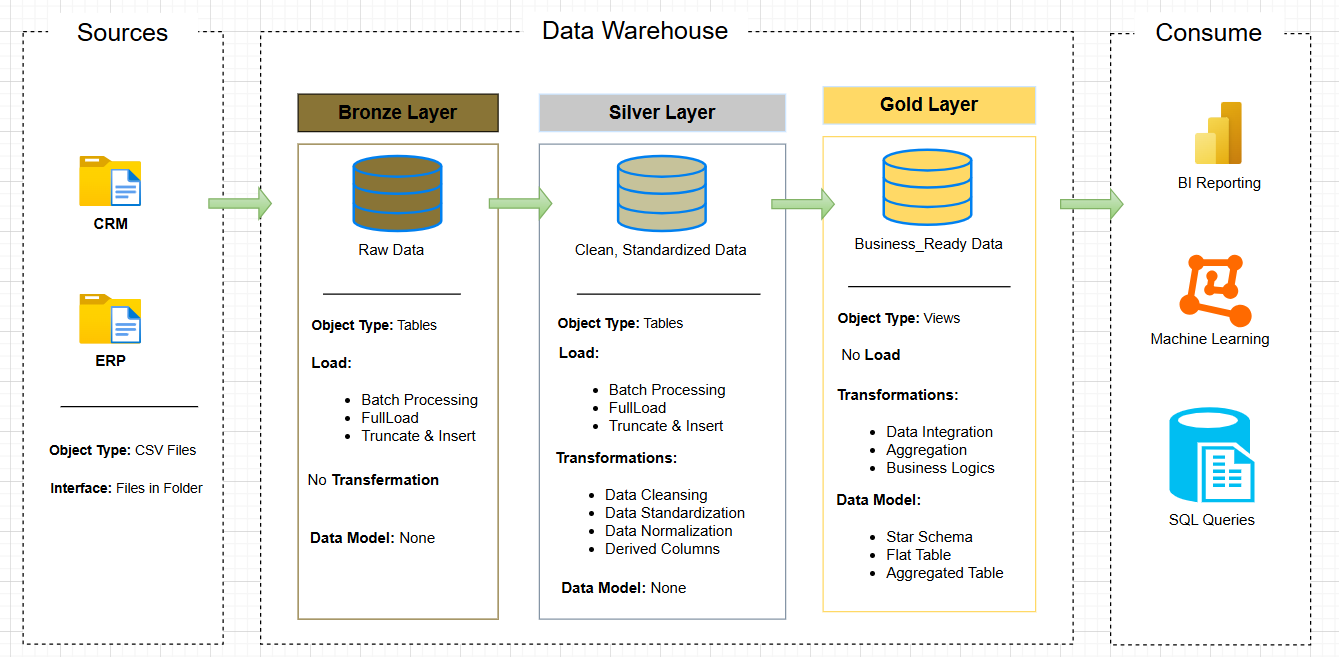 Sources
CRM
ERP
Object Type: CSV Files
Interface: Files in Folder
Data Warehouse
Bronze Layer
Raw Data
Object Type: Tables
Load:
• Batch Processing
• FullLoad
• Truncate & Insert
No Transfermation
Data Model: None
Silver Layer
Clean, Standardized Data
Object Type: Tables
Load:
• Batch Processing
• FullLoad
• Truncate & Insert
Transformations:
• Data Cleansing
• Data Standardization
• Data Normalization
• Derived Columns
Data Model: None
Gold Layer
Business_Ready Data
Object Type: Views
No Load
Transformations:
• Data Integration
• Aggregation
• Business Logics
Data Model:
• Star Schema
• Flat Table
• Aggregated Table
Consume
BI Reporting
Machine Learning
SQL Queries